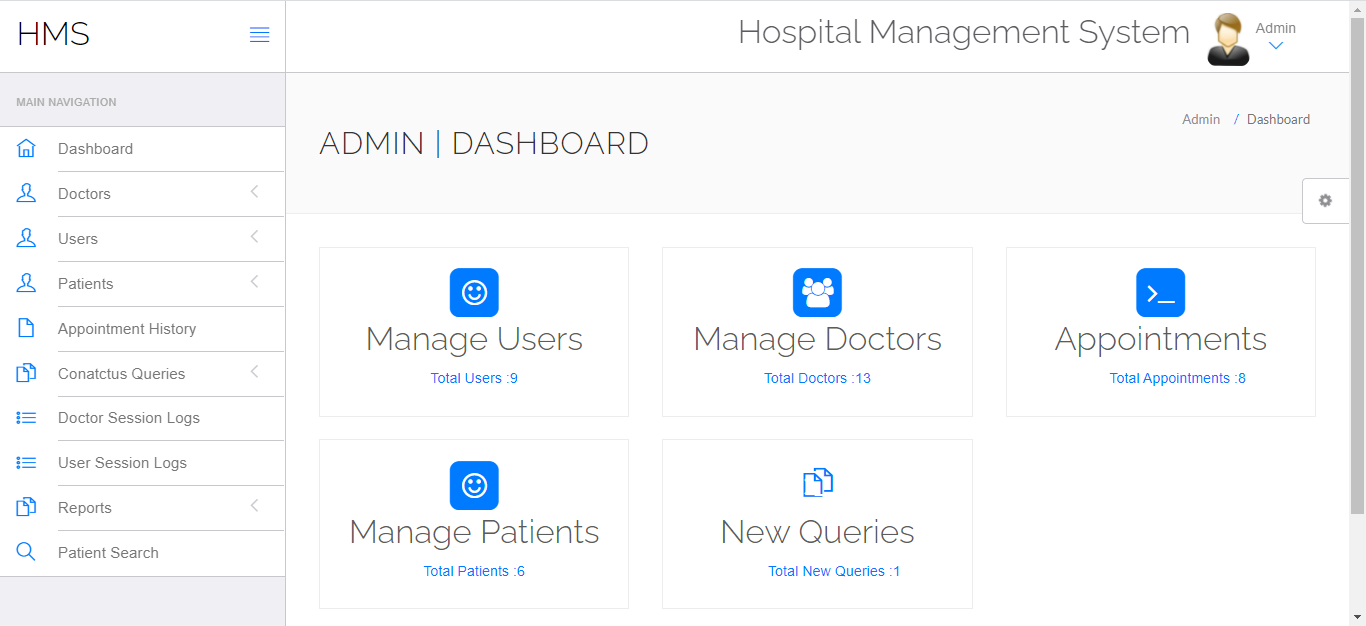 HMS
Hospital Management System
Admin
MAIN NAVIGATION
Dashboard
Doctors
Users
Patients
Appointment History
Conatctus Queries
Doctor Session Logs
User Session Logs
Reports
Patient Search
ADMIN | DASHBOARD
Admin / Dashboard
Manage Users
Total Users :9
Manage Doctors
Total Doctors :13
Appointments
Total Appointments :8
Manage Patients
Total Patients :6
New Queries
Total New Queries :1